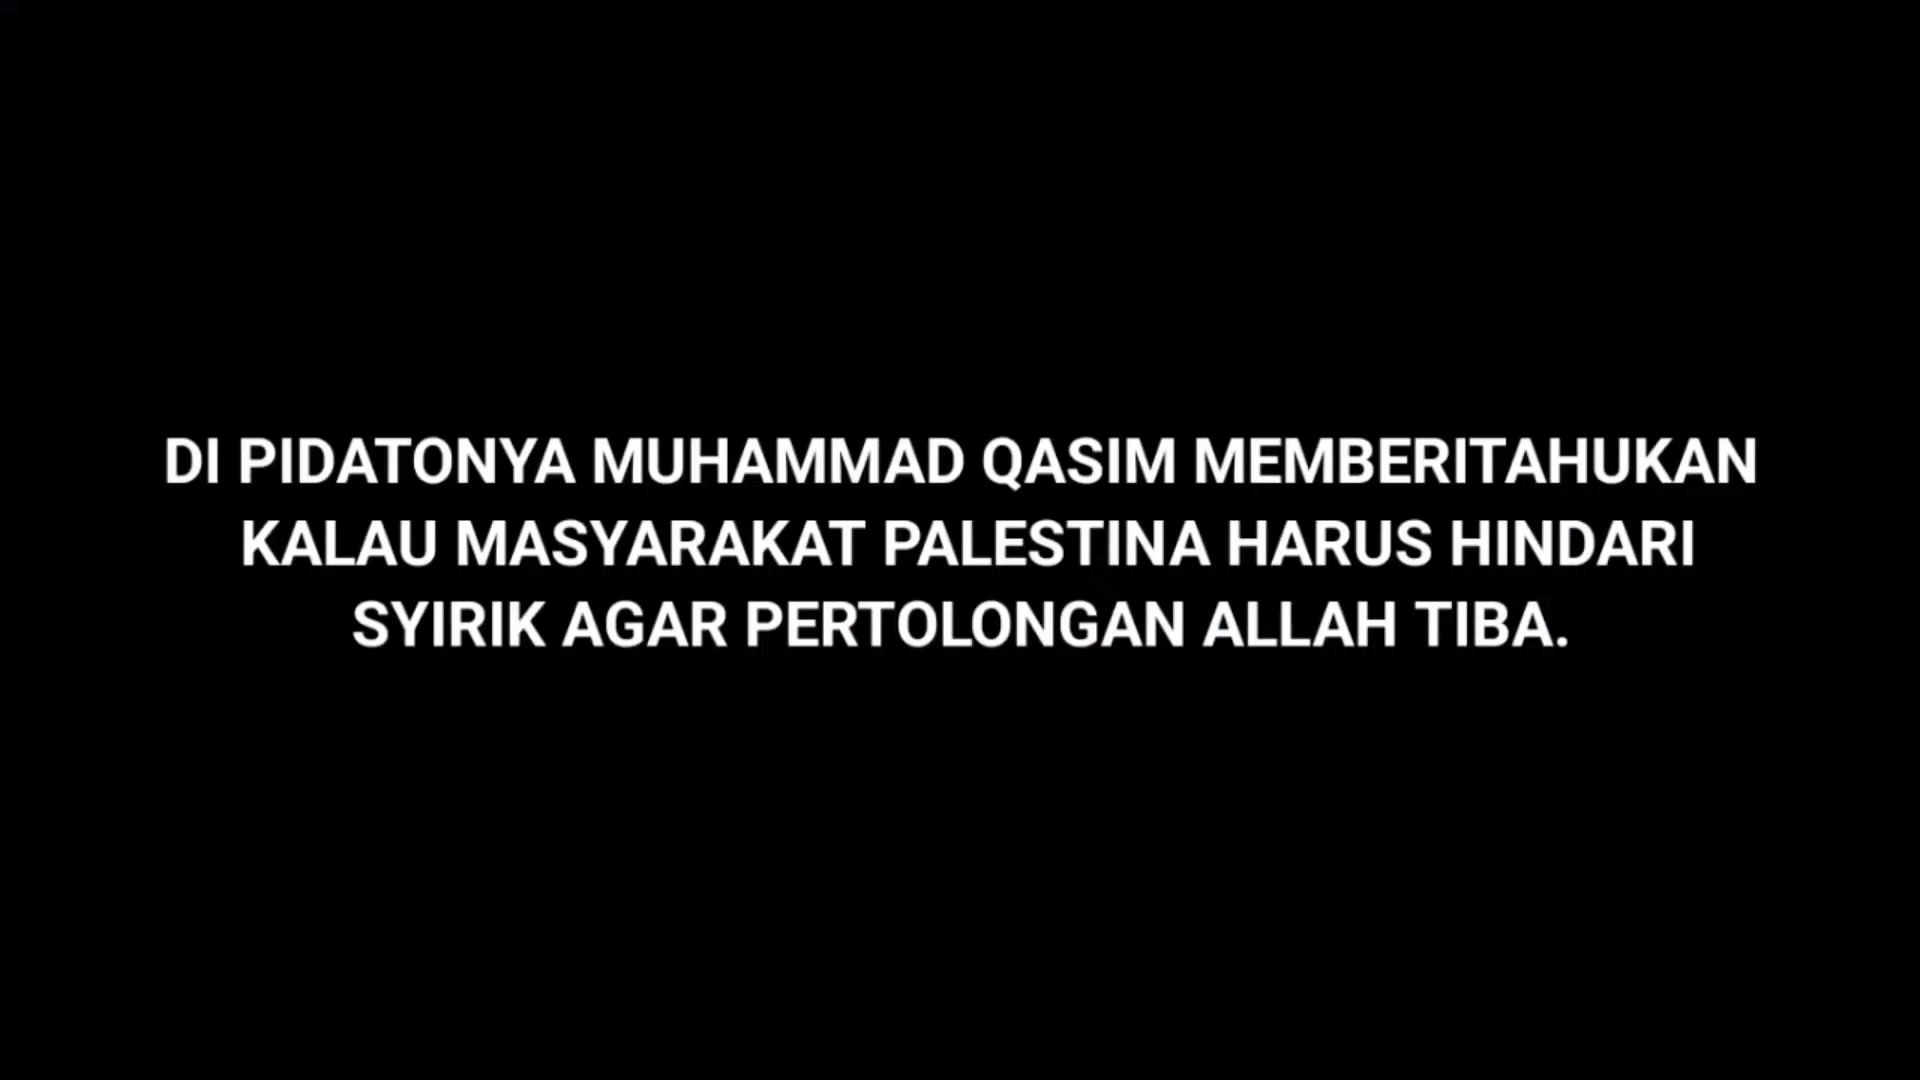 DI PIDATONYA MUHAMMAD QASIM MEMBERITAHUKAN
KALAU MASYARAKAT PALESTINA HARUS HINDARI
SYIRIK AGAR PERTOLONGAN ALLAH TIBA.